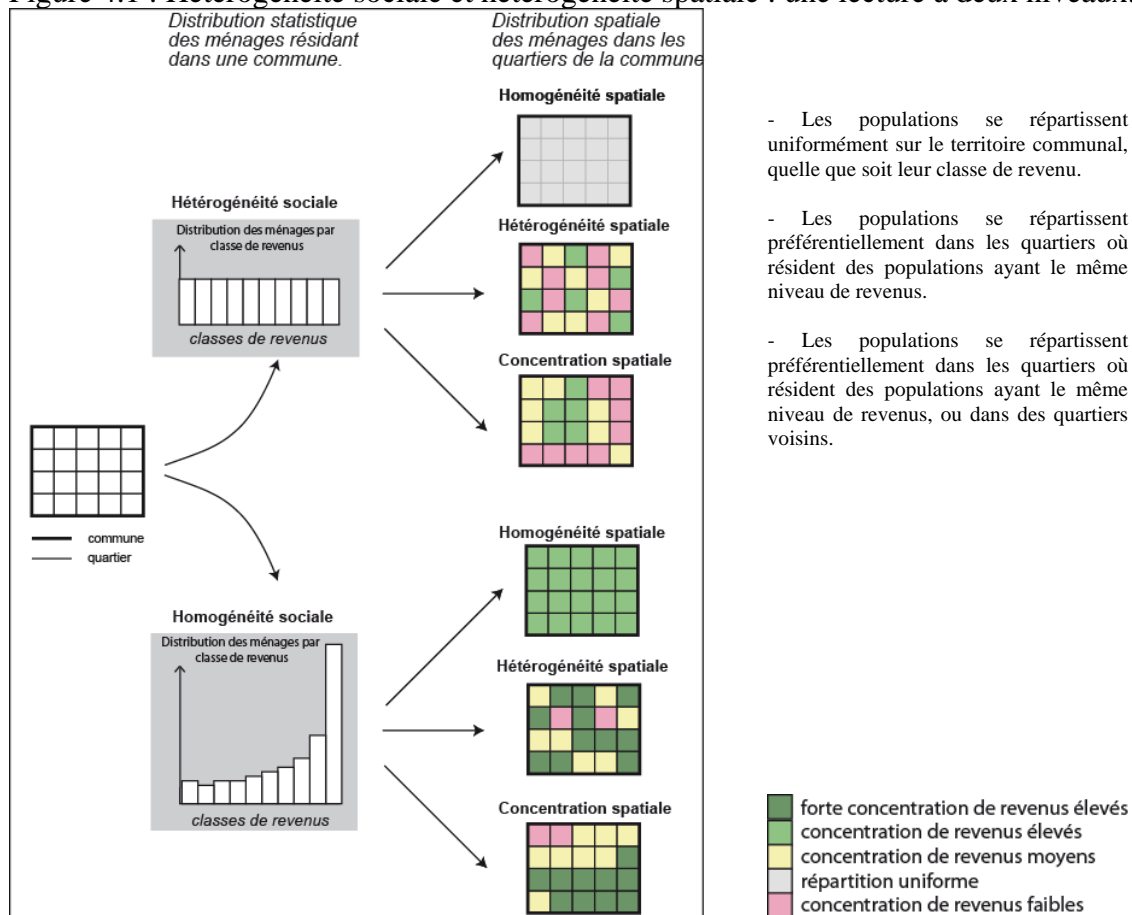 Figure 4.1 : Hétérogénéité sociale et hétérogénéité spatiale : une lecture à deux niveaux.
Distribution statistique
des ménages résidant
dans une commune.
Distribution spatiale
des ménages dans les
quartiers de la commune
Homogénéité spatiale
Hétérogénéité sociale
Distribution des ménages par
classe de revenus
classes de revenus
Hétérogénéité spatiale
Concentration spatiale
commune
quartier
Homogénéité spatiale
Homogénéité sociale
Distribution des ménages par
classe de revenus
classes de revenus
Hétérogénéité spatiale
Concentration spatiale
- Les populations se répartissent
uniformément sur le territoire communal,
quelle que soit leur classe de revenu.
- Les populations se répartissent
préférentiellement dans les quartiers où
résident des populations ayant le même
niveau de revenus.
- Les populations se répartissent
préférentiellement dans les quartiers où
résident des populations ayant le même
niveau de revenus, ou dans des quartiers
voisins.
forte concentration de revenus élevés
concentration de revenus élevés
concentration de revenus moyens
répartition uniforme
concentration de revenus faibles